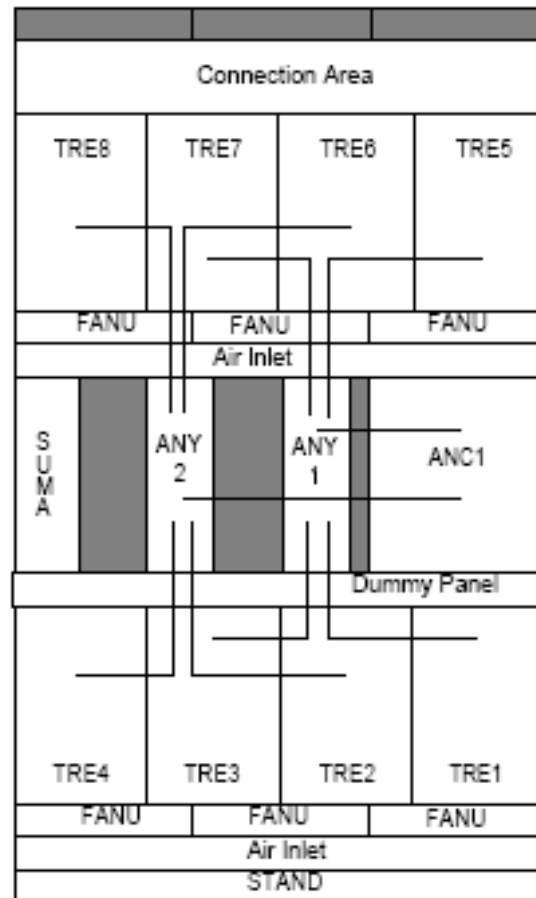 Connection Area
TRE8 TRE7 TRE6 TRE5
FANU FANU FANU
Air Inlet
SUMA
ANY 2
ANY 1
ANC1
Dummy Panel
TRE4 TRE3 TRE2 TRE1
FANU FANU FANU
Air Inlet
STAND